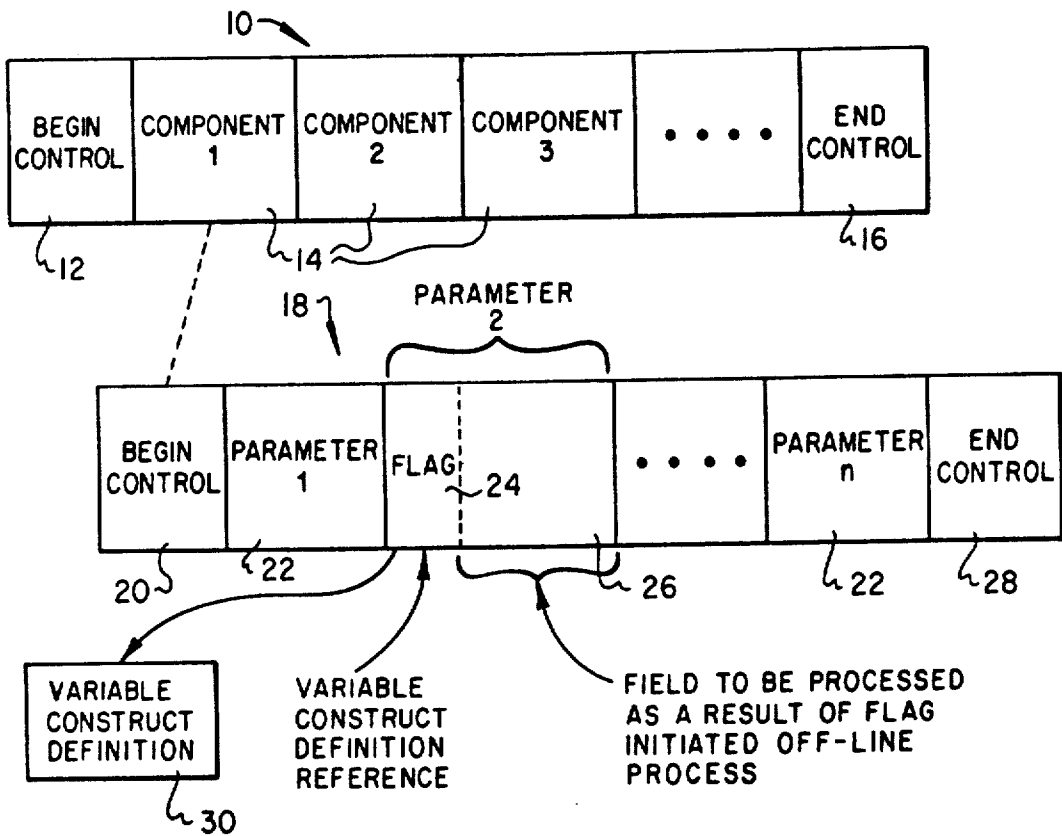 10
BEGIN
CONTROL
COMPONENT
1
COMPONENT
2
COMPONENT
3
END
CONTROL
12
14
16
18
PARAMETER
2
BEGIN
CONTROL
PARAMETER
1
FLAG
24
PARAMETER
n
END
CONTROL
20
22
26
22
28
VARIABLE
CONSTRUCT
DEFINITION
30
VARIABLE
CONSTRUCT
DEFINITION
REFERENCE
FIELD TO BE PROCESSED
AS A RESULT OF FLAG
INITIATED OFF-LINE
PROCESS